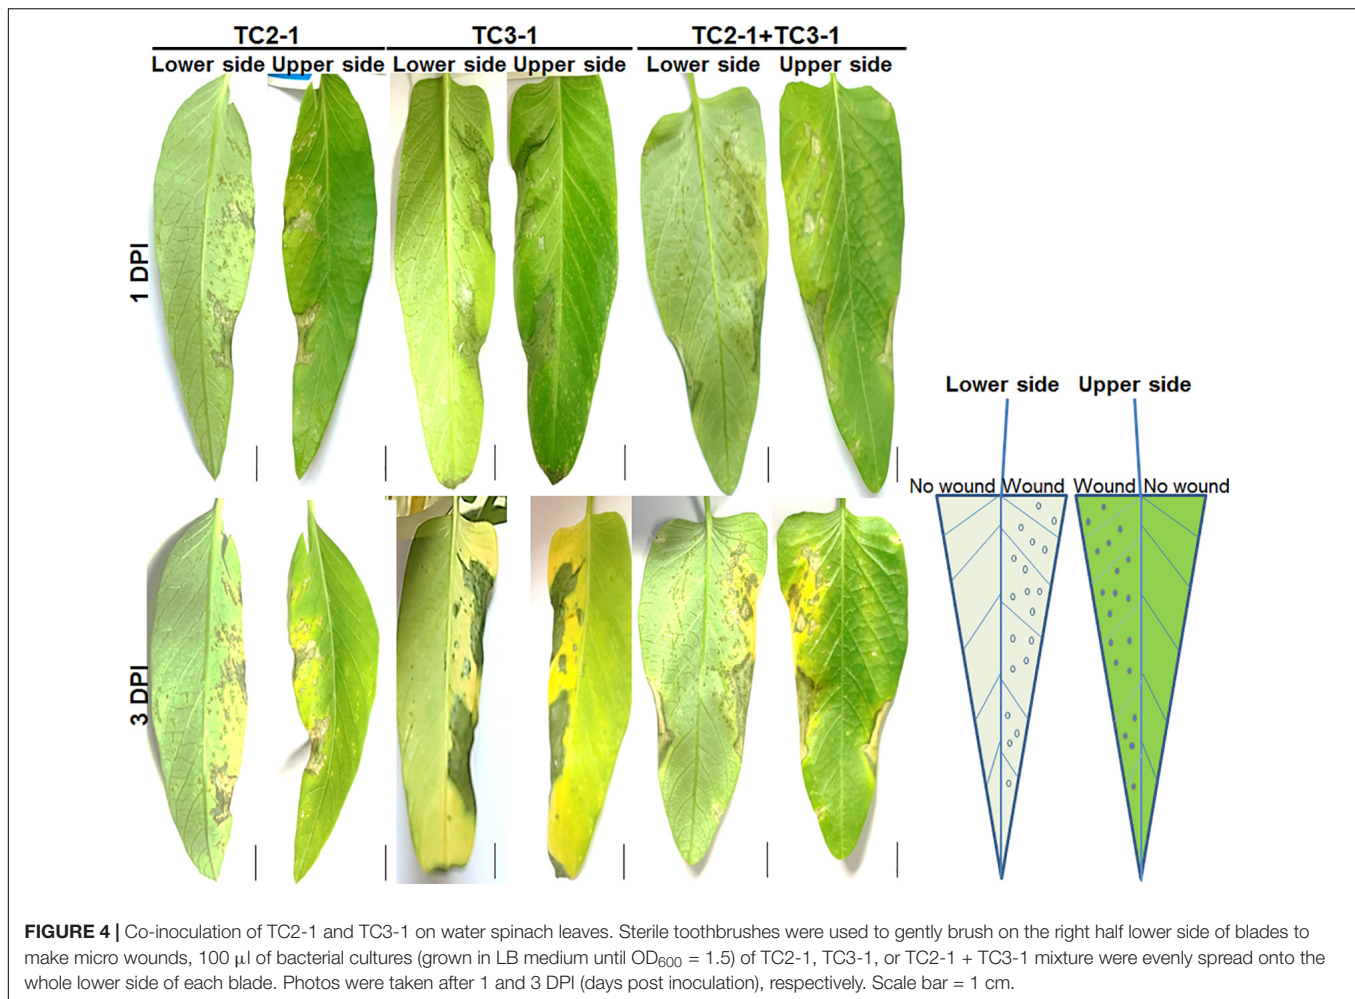 TC2-1 TC3-1 TC2-1+TC3-1
Lower side Upper side Lower side Upper side Lower side Upper side
1 DPI
3 DPI
Lower side Upper side
No wound Wound Wound No wound
FIGURE 4 | Co-inoculation of TC2-1 and TC3-1 on water spinach leaves. Sterile toothbrushes were used to gently brush on the right half lower side of blades to
make micro wounds, 100 μl of bacterial cultures (grown in LB medium until OD600 = 1.5) of TC2-1, TC3-1, or TC2-1 + TC3-1 mixture were evenly spread onto the
whole lower side of each blade. Photos were taken after 1 and 3 DPI (days post inoculation), respectively. Scale bar = 1 cm.